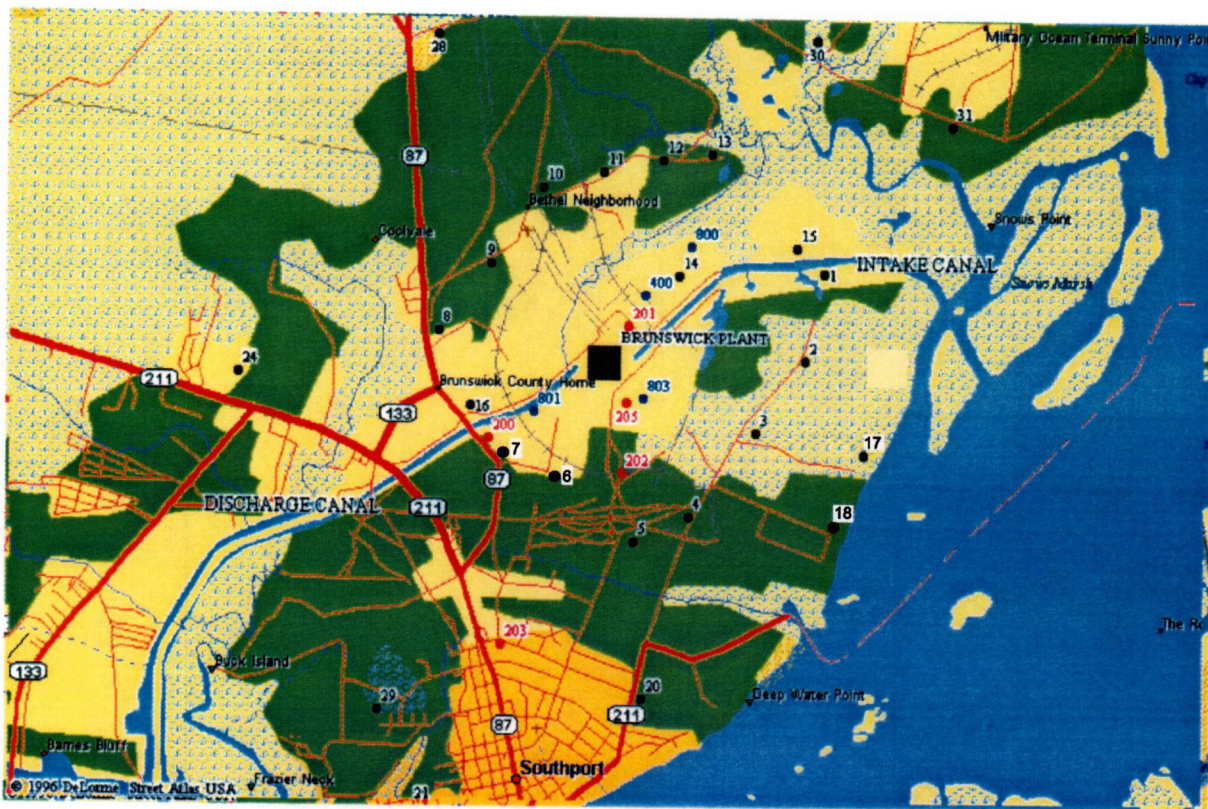 28
30
Military Ocean Terminal Sunny Poi
31
87
13
12
11
10
Bethel Neighborhood
Snows Point
Coolvale
800
15
9
14
INTAKE CANAL
1
Snows Marsh
400
8
201
BRUNSWICK PLANT
2
24
211
Brunswick County Home
803
16
801
205
133
3
200
7
17
6
202
87
DISCHARGE CANAL
211
4
18
5
The Ro
203
133
Buck Island
20
Deep Water Point
29
211
87
Barnes Bluff
Southport
Frazier Neck
© 1996 DeLorme Street Atlas USA
21